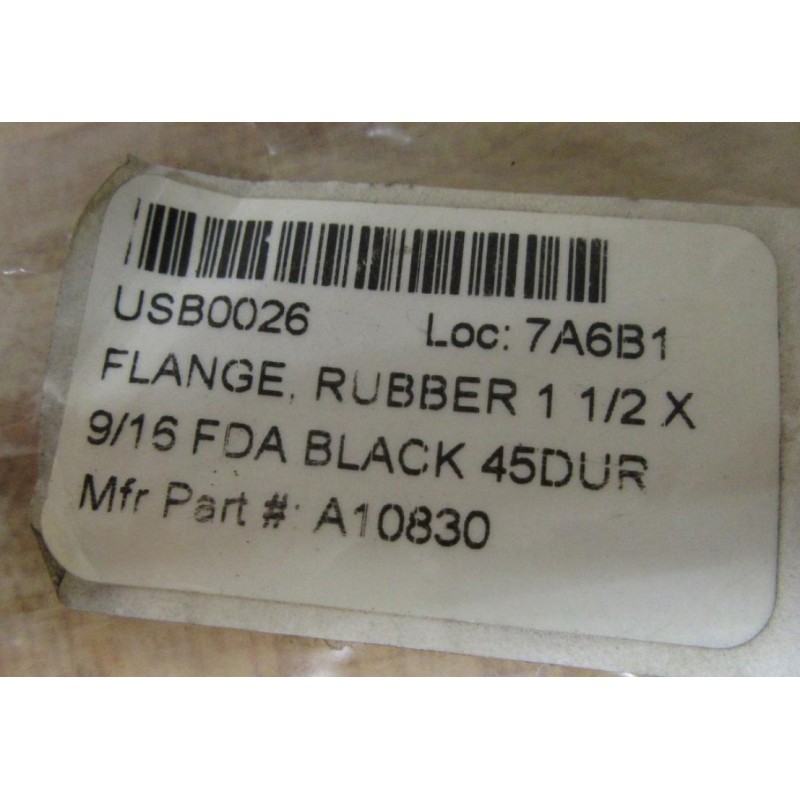 USB0026 Loc: 7A6B1
FLANGE, RUBBER 1 1/2 X
9/16 FDA BLACK 45DUR
Mfr Part #: A10830